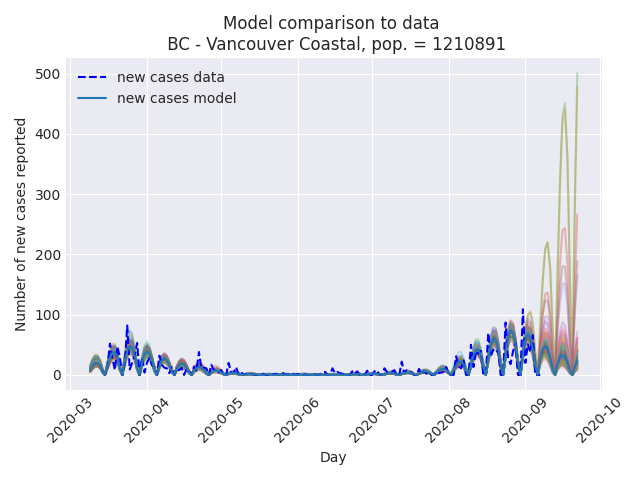 Model comparison to data
BC - Vancouver Coastal, pop. = 1210891
new cases data
new cases model
Number of new cases reported
500
400
300
200
100
0
2020-03
2020-04
2020-05
2020-06
2020-07
2020-08
2020-09
2020-10
Day